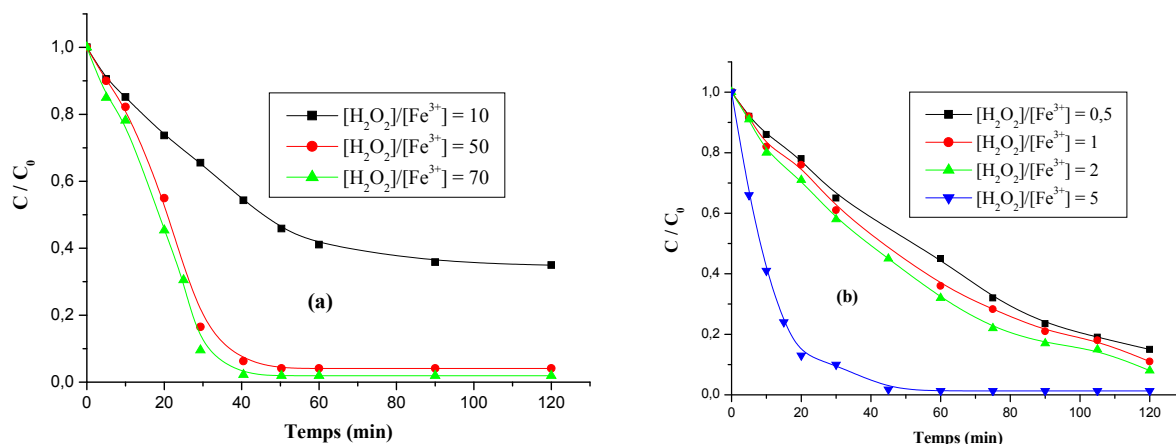 1,0
0,8
0,6
0,4
0,2
0,0
C / C₀
[H₂O₂]/[Fe³⁺] = 10
[H₂O₂]/[Fe³⁺] = 50
[H₂O₂]/[Fe³⁺] = 70
(a)
0 20 40 60 80 100 120
Temps (min)
1,0
0,8
0,6
0,4
0,2
0,0
C / C₀
[H₂O₂]/[Fe³⁺] = 0,5
[H₂O₂]/[Fe³⁺] = 1
[H₂O₂]/[Fe³⁺] = 2
[H₂O₂]/[Fe³⁺] = 5
(b)
0 20 40 60 80 100 120
Temps (min)